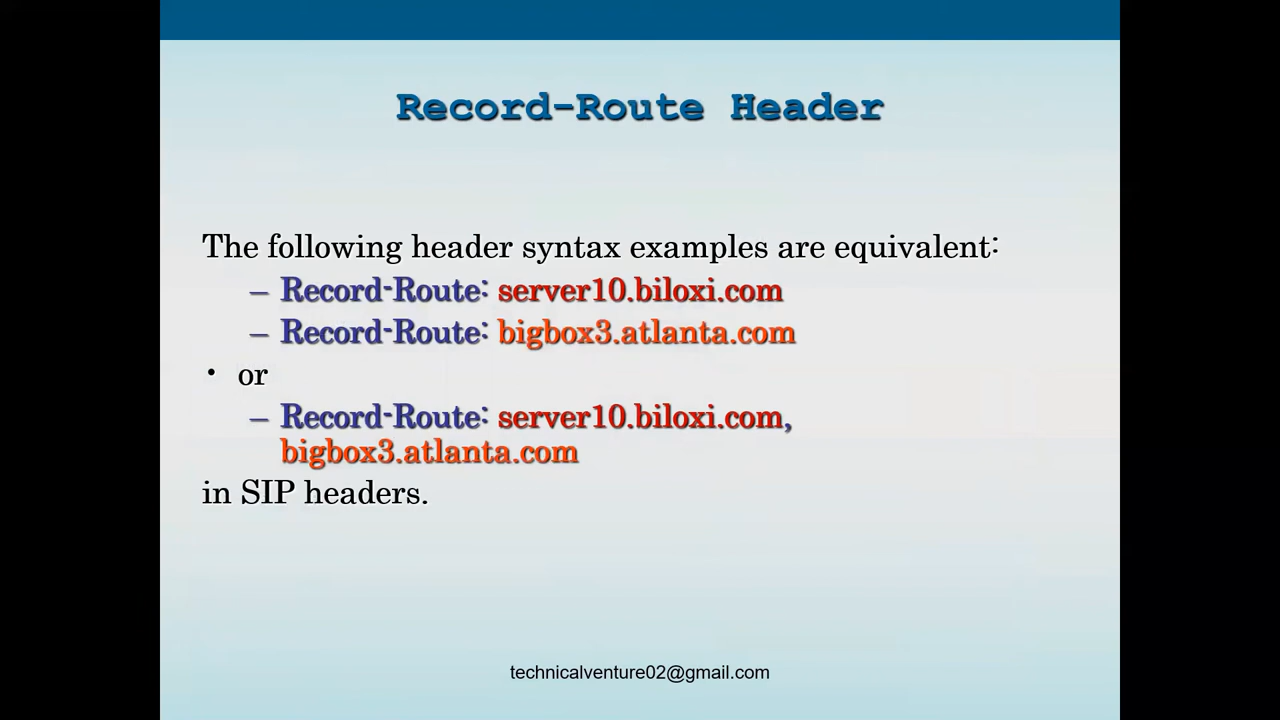 Record-Route Header
The following header syntax examples are equivalent:
– Record-Route: server10.biloxi.com
– Record-Route: bigbox3.atlanta.com
• or
– Record-Route: server10.biloxi.com,
bigbox3.atlanta.com
in SIP headers.
technicalventure02@gmail.com